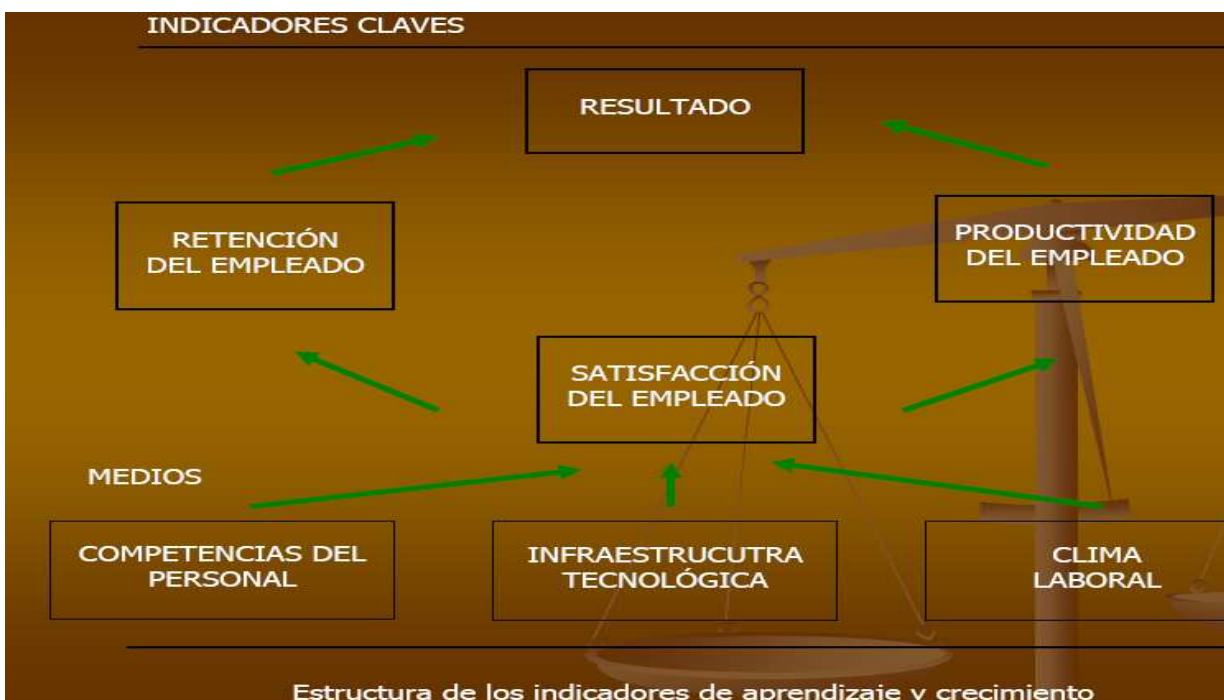 INDICADORES CLAVES
RESULTADO
RETENCIÓN
DEL EMPLEADO
PRODUCTIVIDAD
DEL EMPLEADO
SATISFACCIÓN
DEL EMPLEADO
MEDIOS
COMPETENCIAS DEL
PERSONAL
INFRAESTRUCUTRA
TECNOLÓGICA
CLIMA
LABORAL
Estructura de los indicadores de aprendizaje y crecimiento